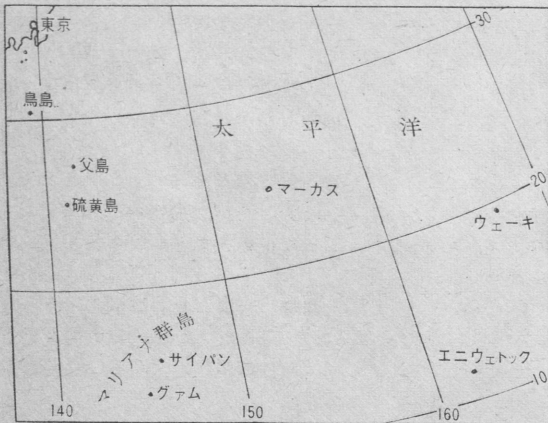 東京
30
鳥島
太平洋
父島
マーカス
硫黄島
20
ウェーキ
マリアナ群島
サイパン
エニウェトック
グァム
10
140
150
160